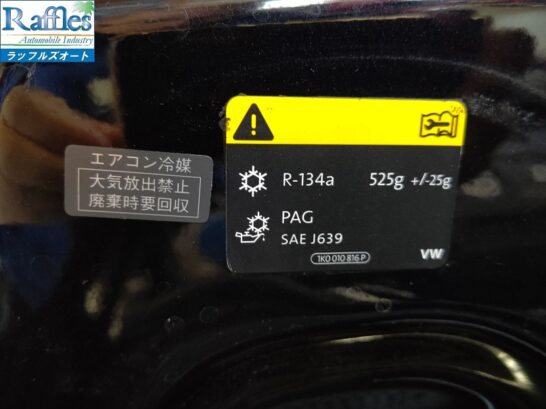 Raffles
Automobile Industry
ラッフルズオート
エアコン冷媒
大気放出禁止
廃棄時要回収
R-134a 525g +/-25g
PAG
SAE J639
1K0 010 816 P
VW